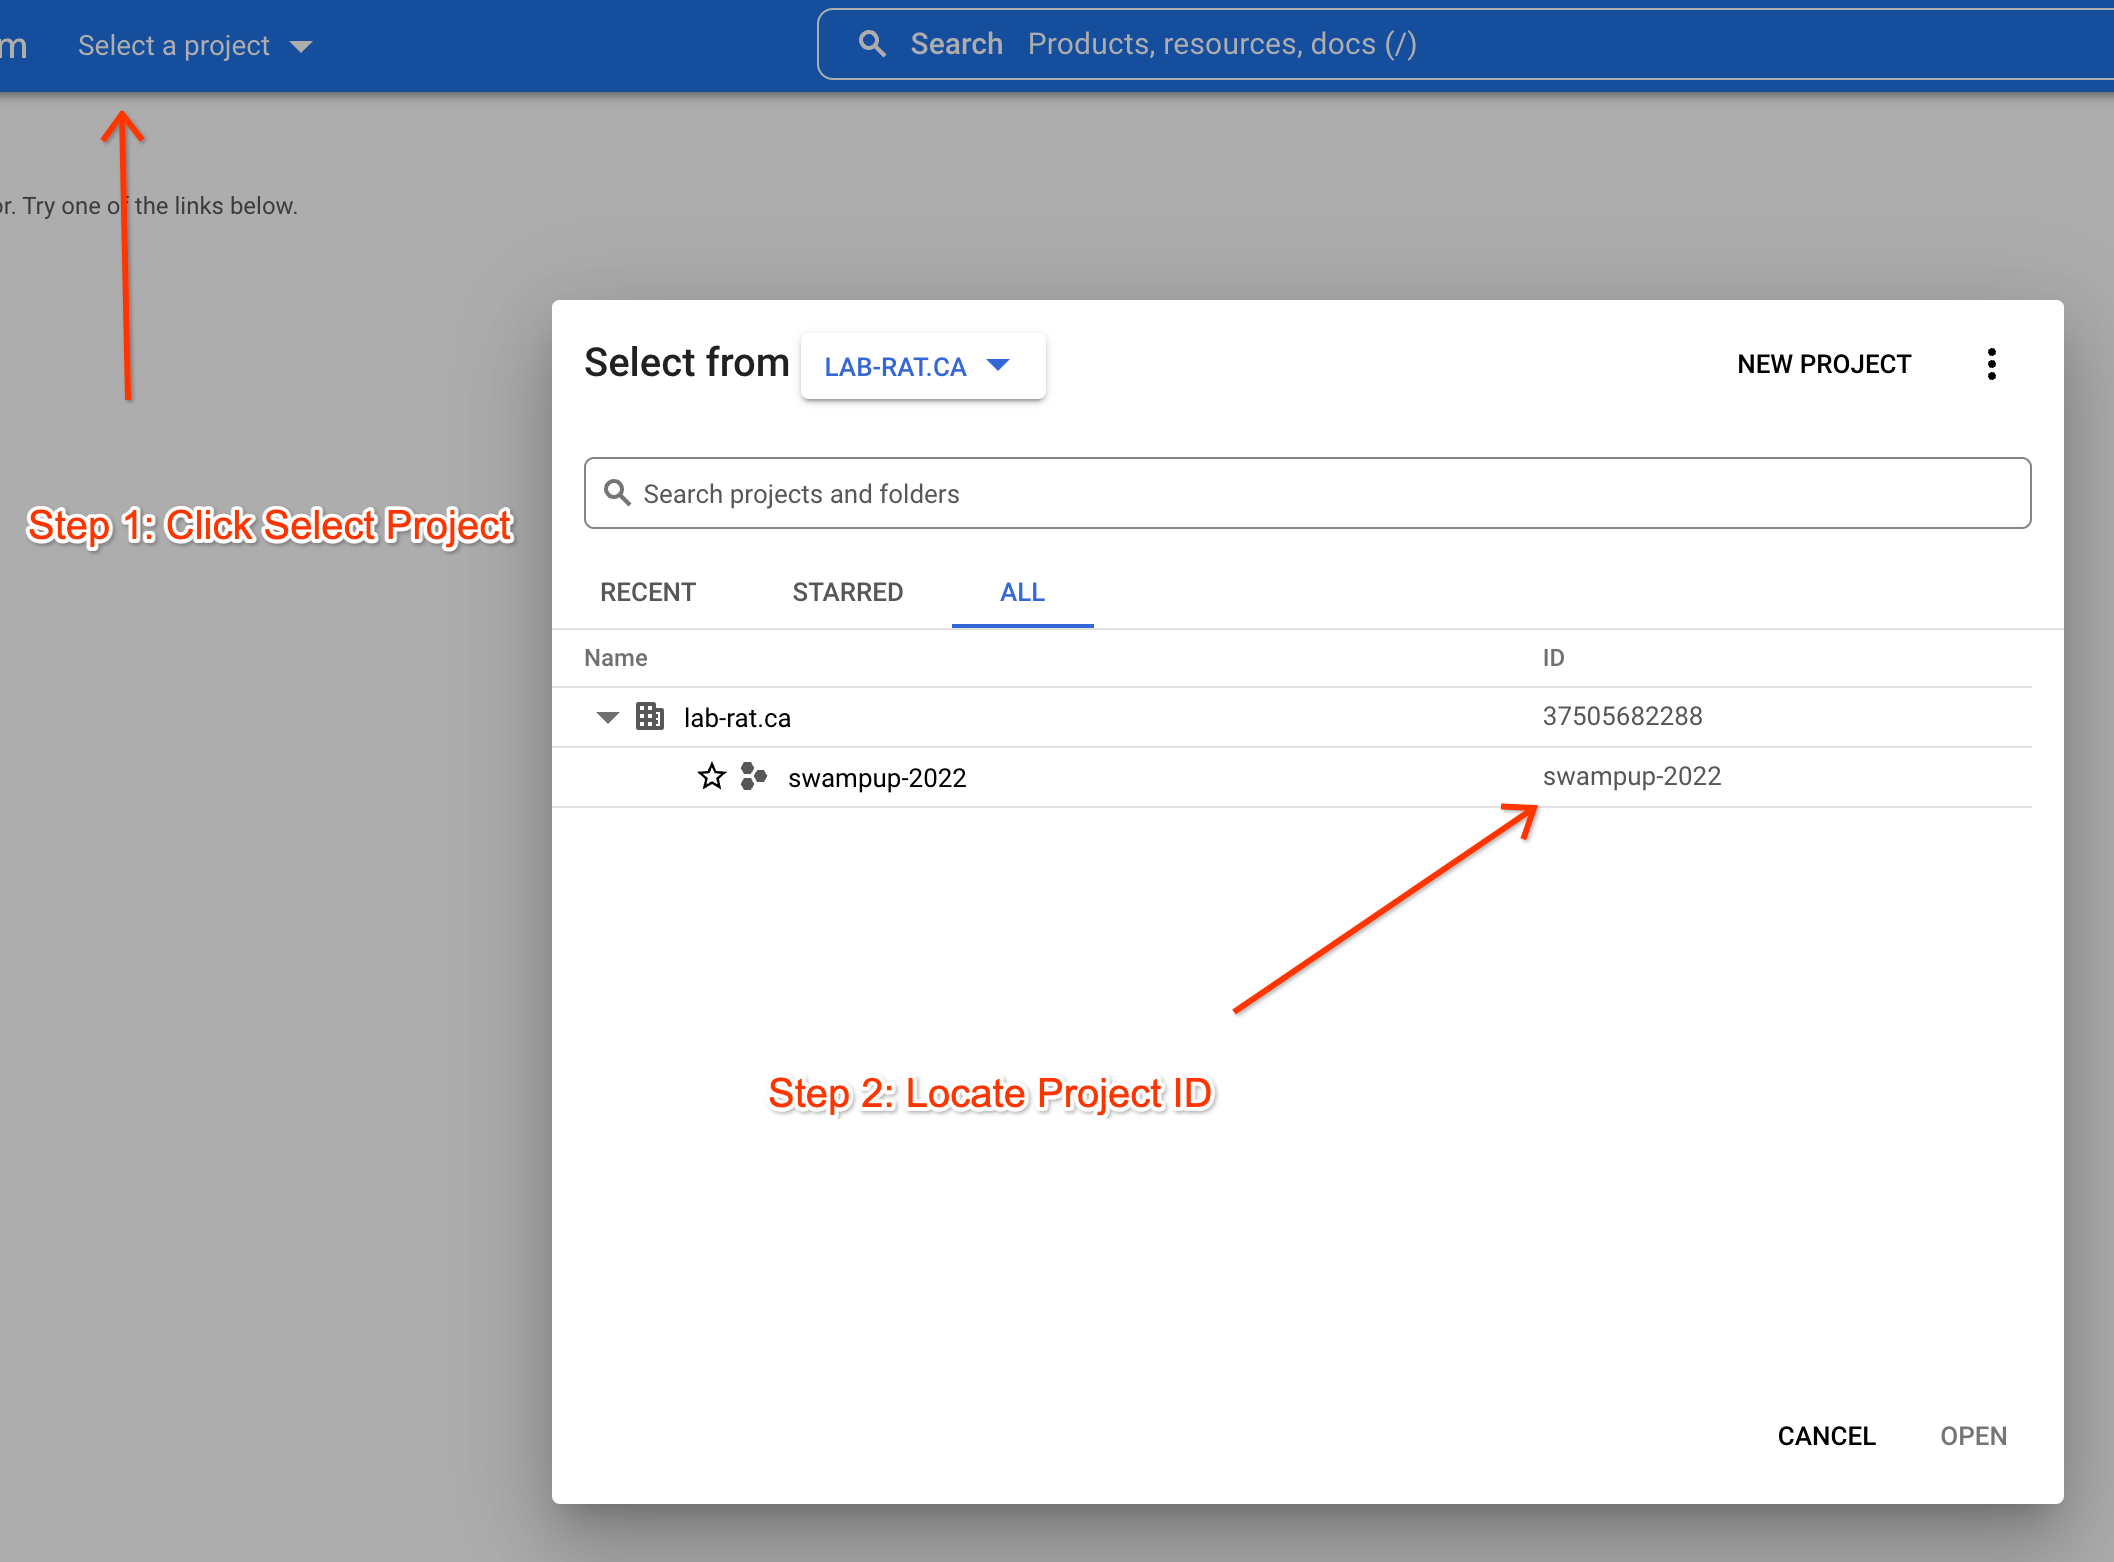 m Select a project Search Products, resources, docs (/)
or. Try one of the links below.
Select from LAB-RAT.CA NEW PROJECT
Search projects and folders
Step 1: Click Select Project
RECENT STARRED ALL
Name ID
lab-rat.ca 37505682288
swampup-2022 swampup-2022
Step 2: Locate Project ID
CANCEL OPEN